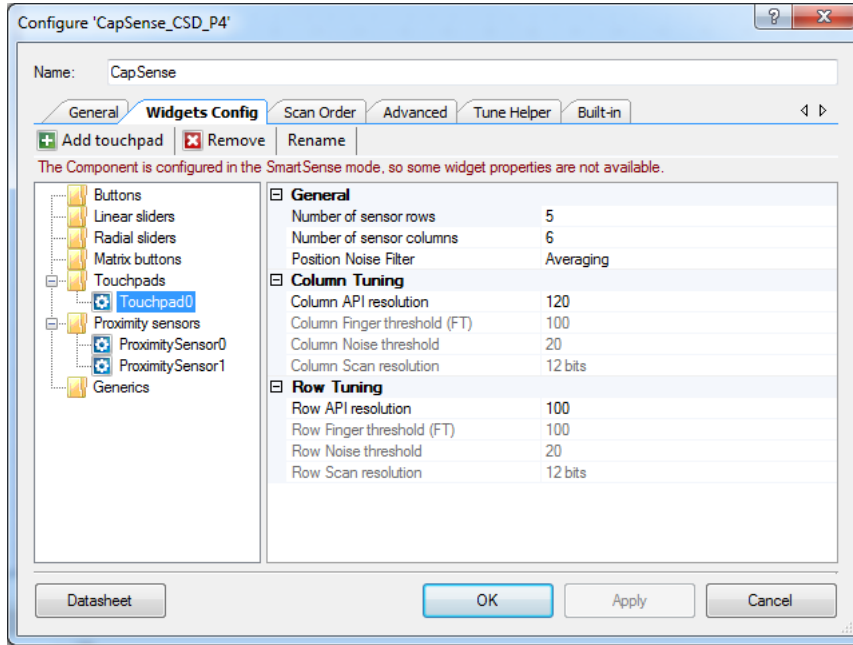 Configure 'CapSense_CSD_P4'
Name: CapSense
General Widgets Config Scan Order Advanced Tune Helper Built-in
Add touchpad Remove Rename
The Component is configured in the SmartSense mode, so some widget properties are not available.
Buttons
Linear sliders
Radial sliders
Matrix buttons
Touchpads
Touchpad0
Proximity sensors
ProximitySensor0
ProximitySensor1
Generics
General
Number of sensor rows 5
Number of sensor columns 6
Position Noise Filter Averaging
Column Tuning
Column API resolution 120
Column Finger threshold (FT) 100
Column Noise threshold 20
Column Scan resolution 12 bits
Row Tuning
Row API resolution 100
Row Finger threshold (FT) 100
Row Noise threshold 20
Row Scan resolution 12 bits
Datasheet OK Apply Cancel